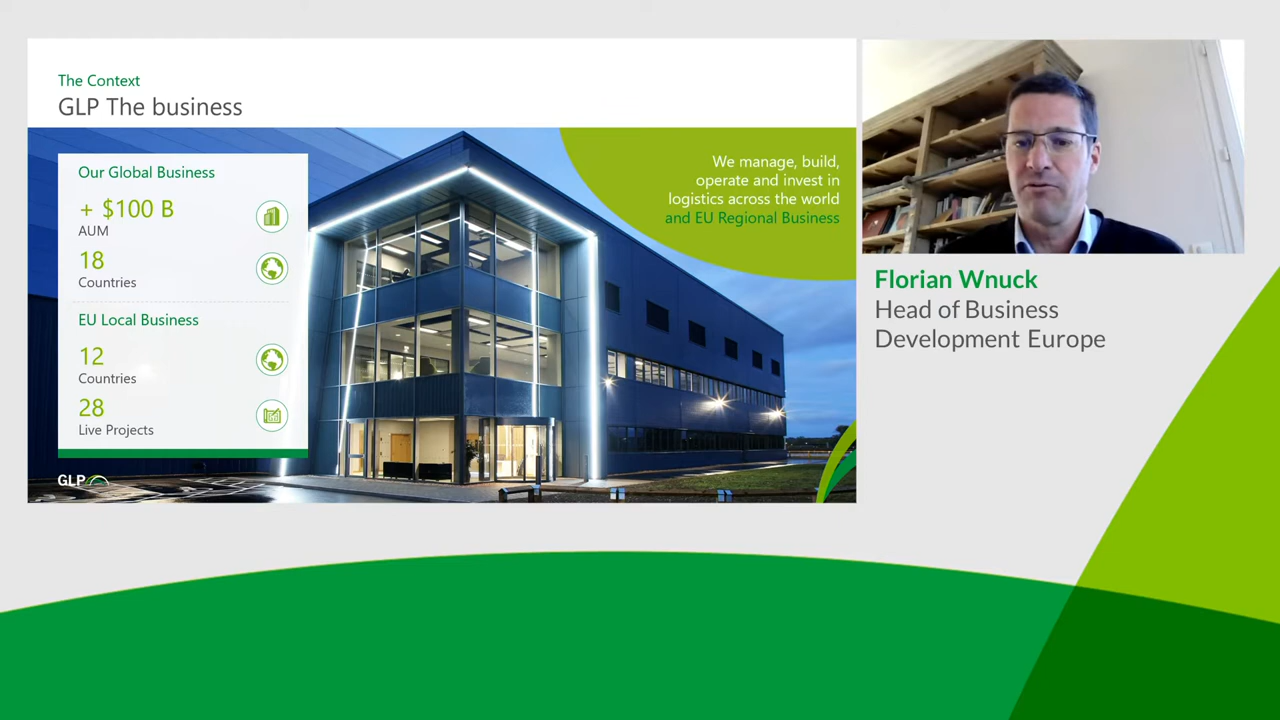 The Context
GLP The business
Our Global Business
+ $100 B
AUM
18
Countries
EU Local Business
12
Countries
28
Live Projects
GLP
We manage, build,
operate and invest in
logistics across the world
and EU Regional Business
Florian Wnuck
Head of Business
Development Europe